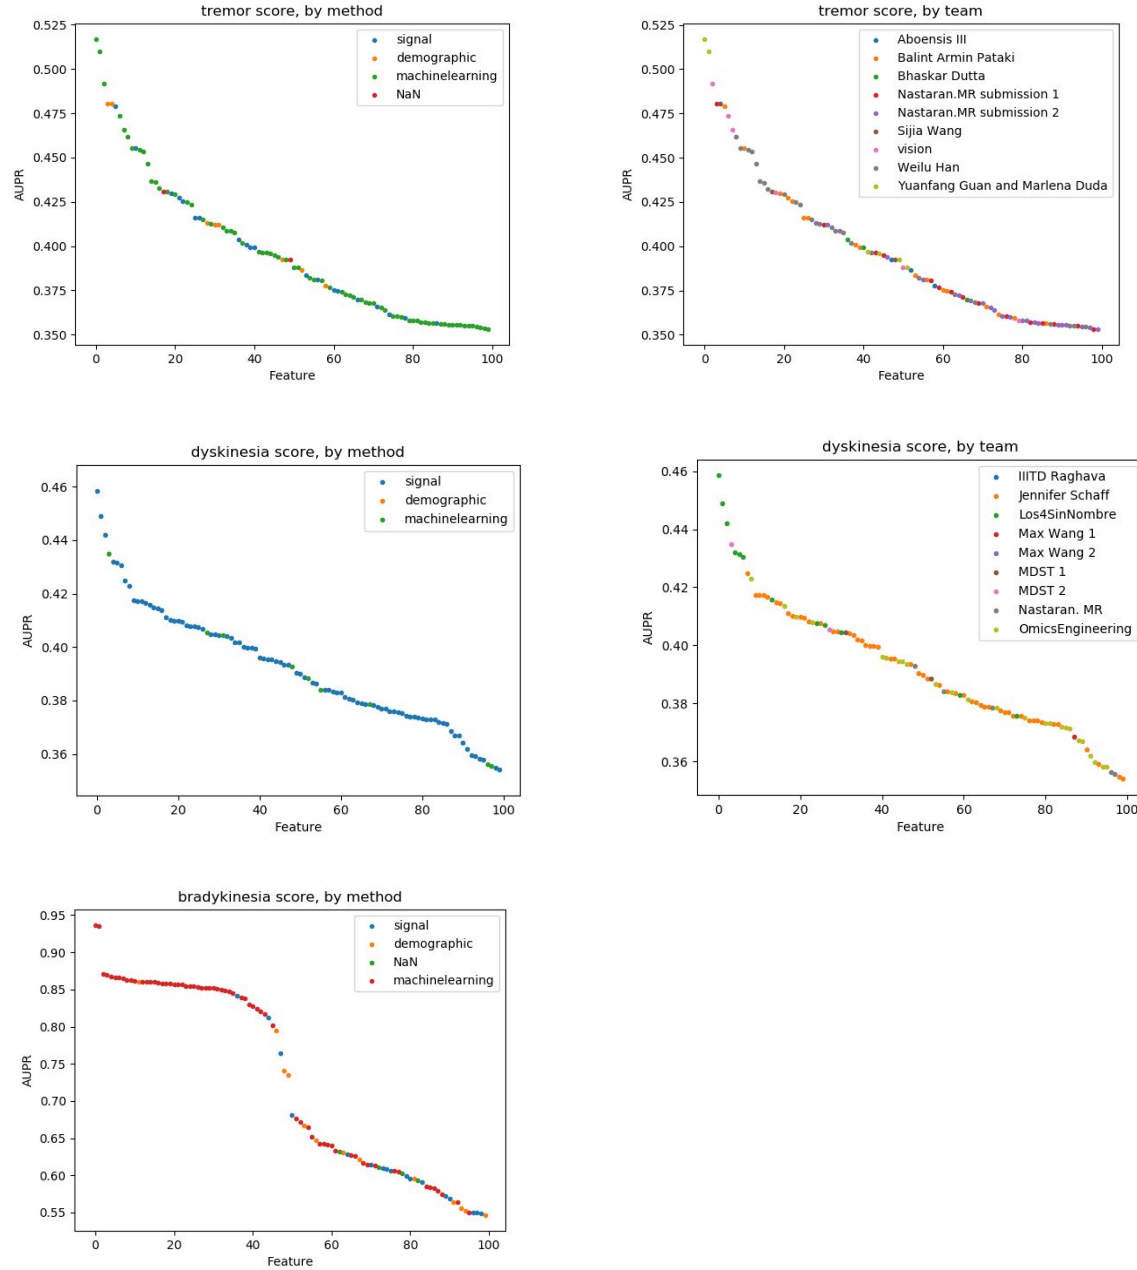 tremor score, by method
0.525
0.500
0.475
0.450
0.425
0.400
0.375
0.350
AUPR
signal
demographic
machinelearning
NaN
0 20 40 60 80 100
Feature
tremor score, by team
0.525
0.500
0.475
0.450
0.425
0.400
0.375
0.350
AUPR
Aboensis III
Balint Armin Pataki
Bhaskar Dutta
Nastaran.MR submission 1
Nastaran.MR submission 2
Sijia Wang
vision
Weilu Han
Yuanfang Guan and Marlena Duda
0 20 40 60 80 100
Feature
dyskinesia score, by method
0.46
0.44
0.42
0.40
0.38
0.36
AUPR
signal
demographic
machinelearning
0 20 40 60 80 100
Feature
dyskinesia score, by team
0.46
0.44
0.42
0.40
0.38
0.36
AUPR
IIITD Raghava
Jennifer Schaff
Los4SinNombre
Max Wang 1
Max Wang 2
MDST 1
MDST 2
Nastaran. MR
OmicsEngineering
0 20 40 60 80 100
Feature
bradykinesia score, by method
0.95
0.90
0.85
0.80
0.75
0.70
0.65
0.60
0.55
AUPR
signal
demographic
NaN
machinelearning
0 20 40 60 80 100
Feature